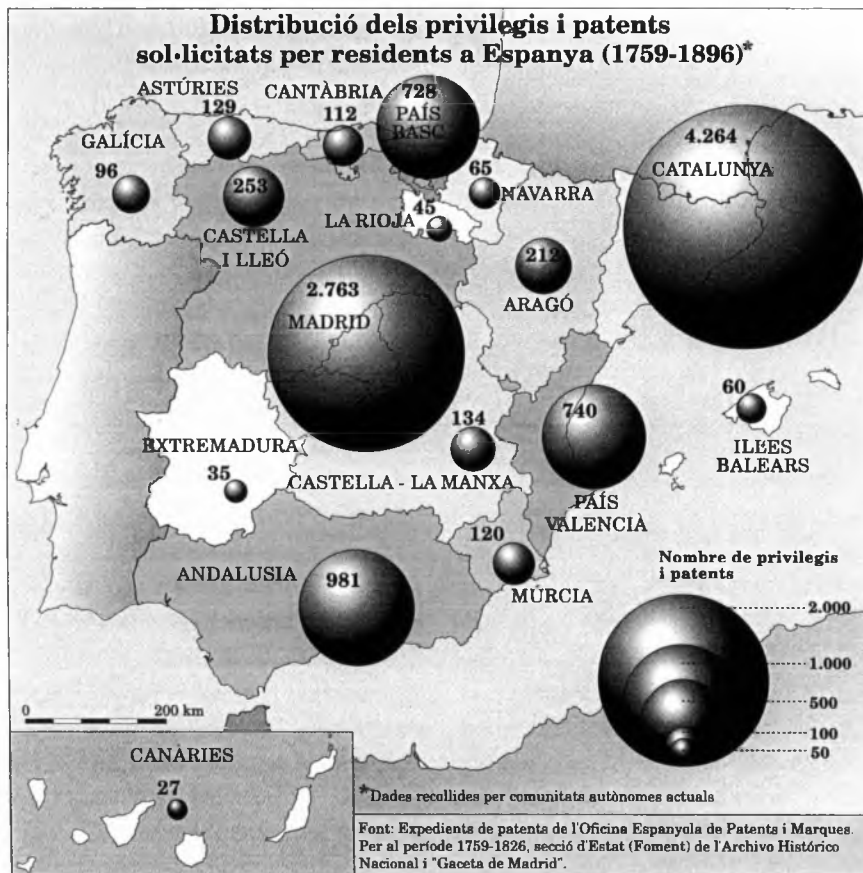 Distribució dels privilegis i patents
sol·licitats per residents a Espanya (1759-1896)*
ASTÚRIES
129
CANTÀBRIA
112
728
PAÍS
BASC
GALÍCIA
96
253
CASTELLA
I LLEÓ
LA RIOJA
45
65
NAVARRA
4.264
CATALUNYA
212
ARAGÓ
2.763
MADRID
EXTREMADURA
35
134
CASTELLA - LA MANXA
740
PAÍS
VALENCIÀ
60
ILLES
BALEARS
ANDALUSIA
981
120
MÚRCIA
Nombre de privilegis
i patents
2.000
1.000
500
100
50
0 200 km
CANÀRIES
27
*Dades recollides per comunitats autònomes actuals
Font: Expedients de patents de l'Oficina Espanyola de Patents i Marques.
Per al període 1759-1826, secció d'Estat (Foment) de l'Archivo Histórico
Nacional i "Gaceta de Madrid".